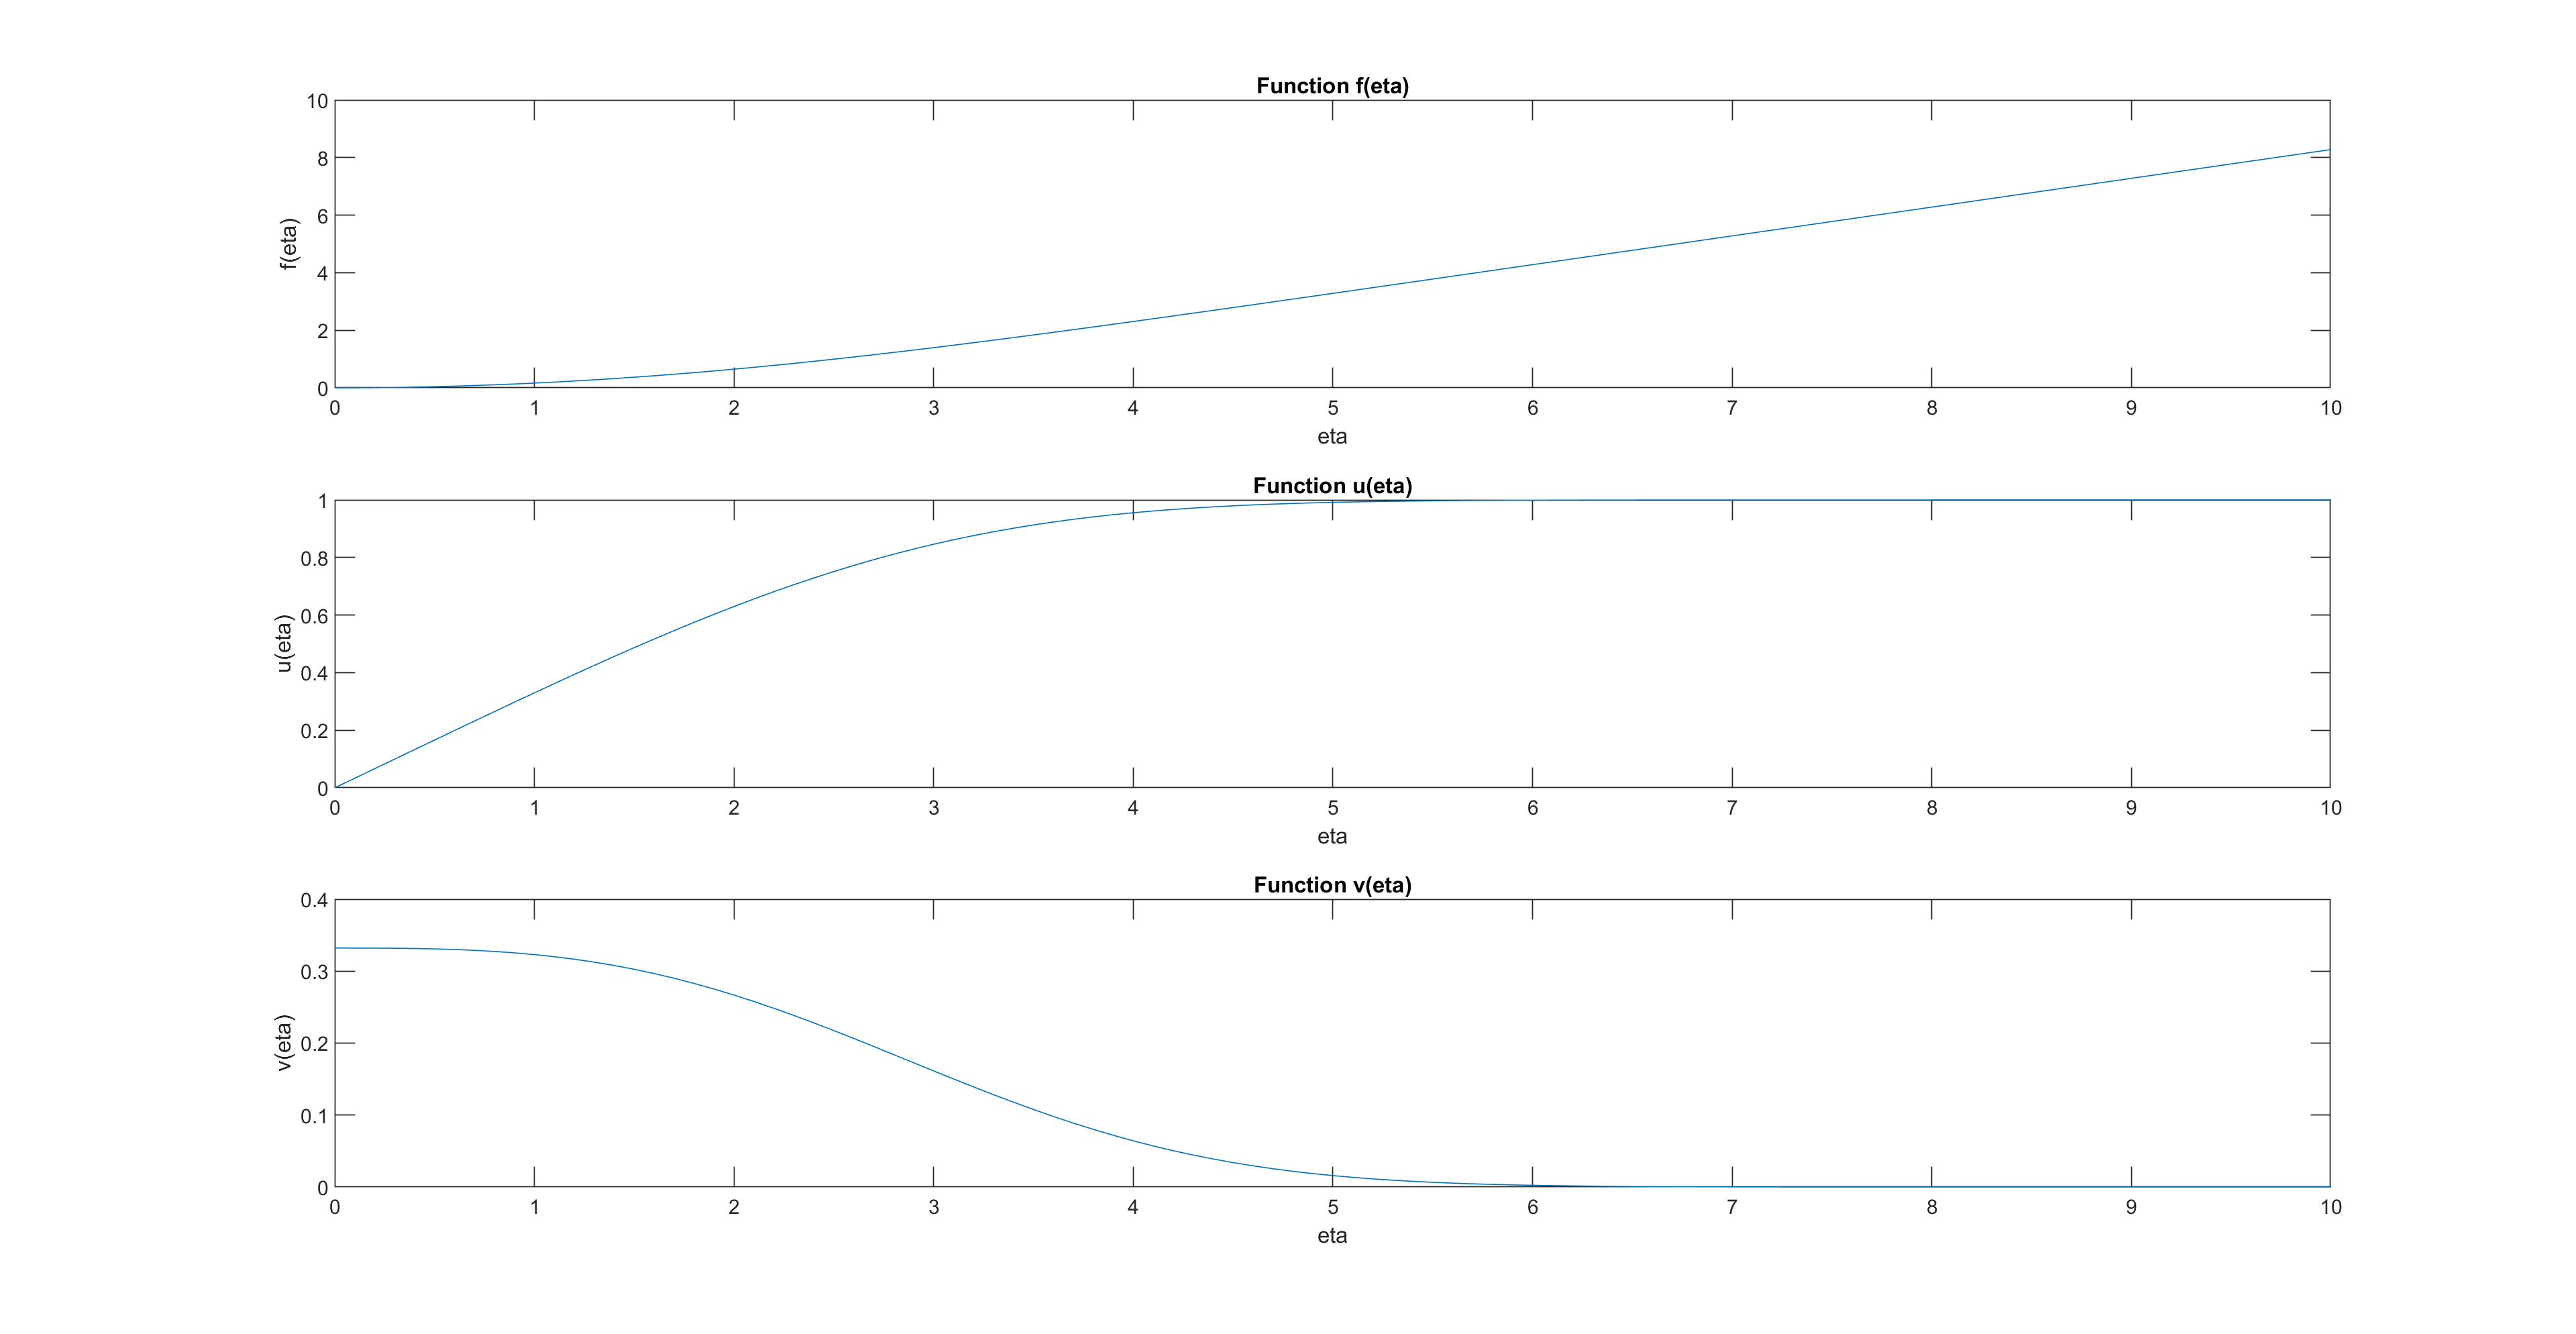 Function f(eta)
10
8
6
4
2
0
f(eta)
0 1 2 3 4 5 6 7 8 9 10
eta
Function u(eta)
1
0.8
0.6
0.4
0.2
0
u(eta)
0 1 2 3 4 5 6 7 8 9 10
eta
Function v(eta)
0.4
0.3
0.2
0.1
0
v(eta)
0 1 2 3 4 5 6 7 8 9 10
eta